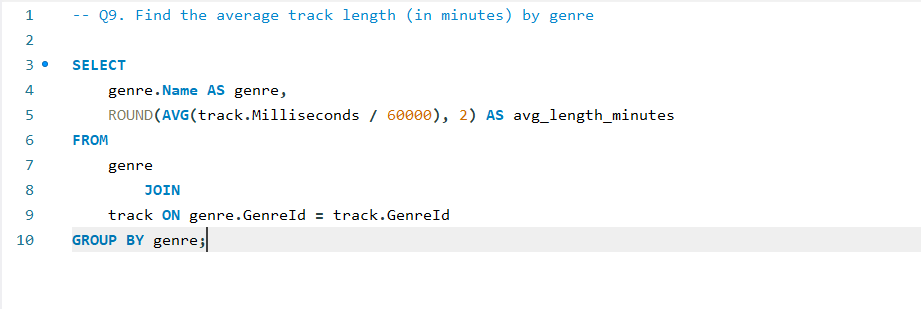 1 -- Q9. Find the average track length (in minutes) by genre
2
3 SELECT
4 genre.Name AS genre,
5 ROUND(AVG(track.Milliseconds / 60000), 2) AS avg_length_minutes
6 FROM
7 genre
8 JOIN
9 track ON genre.GenreId = track.GenreId
10 GROUP BY genre;